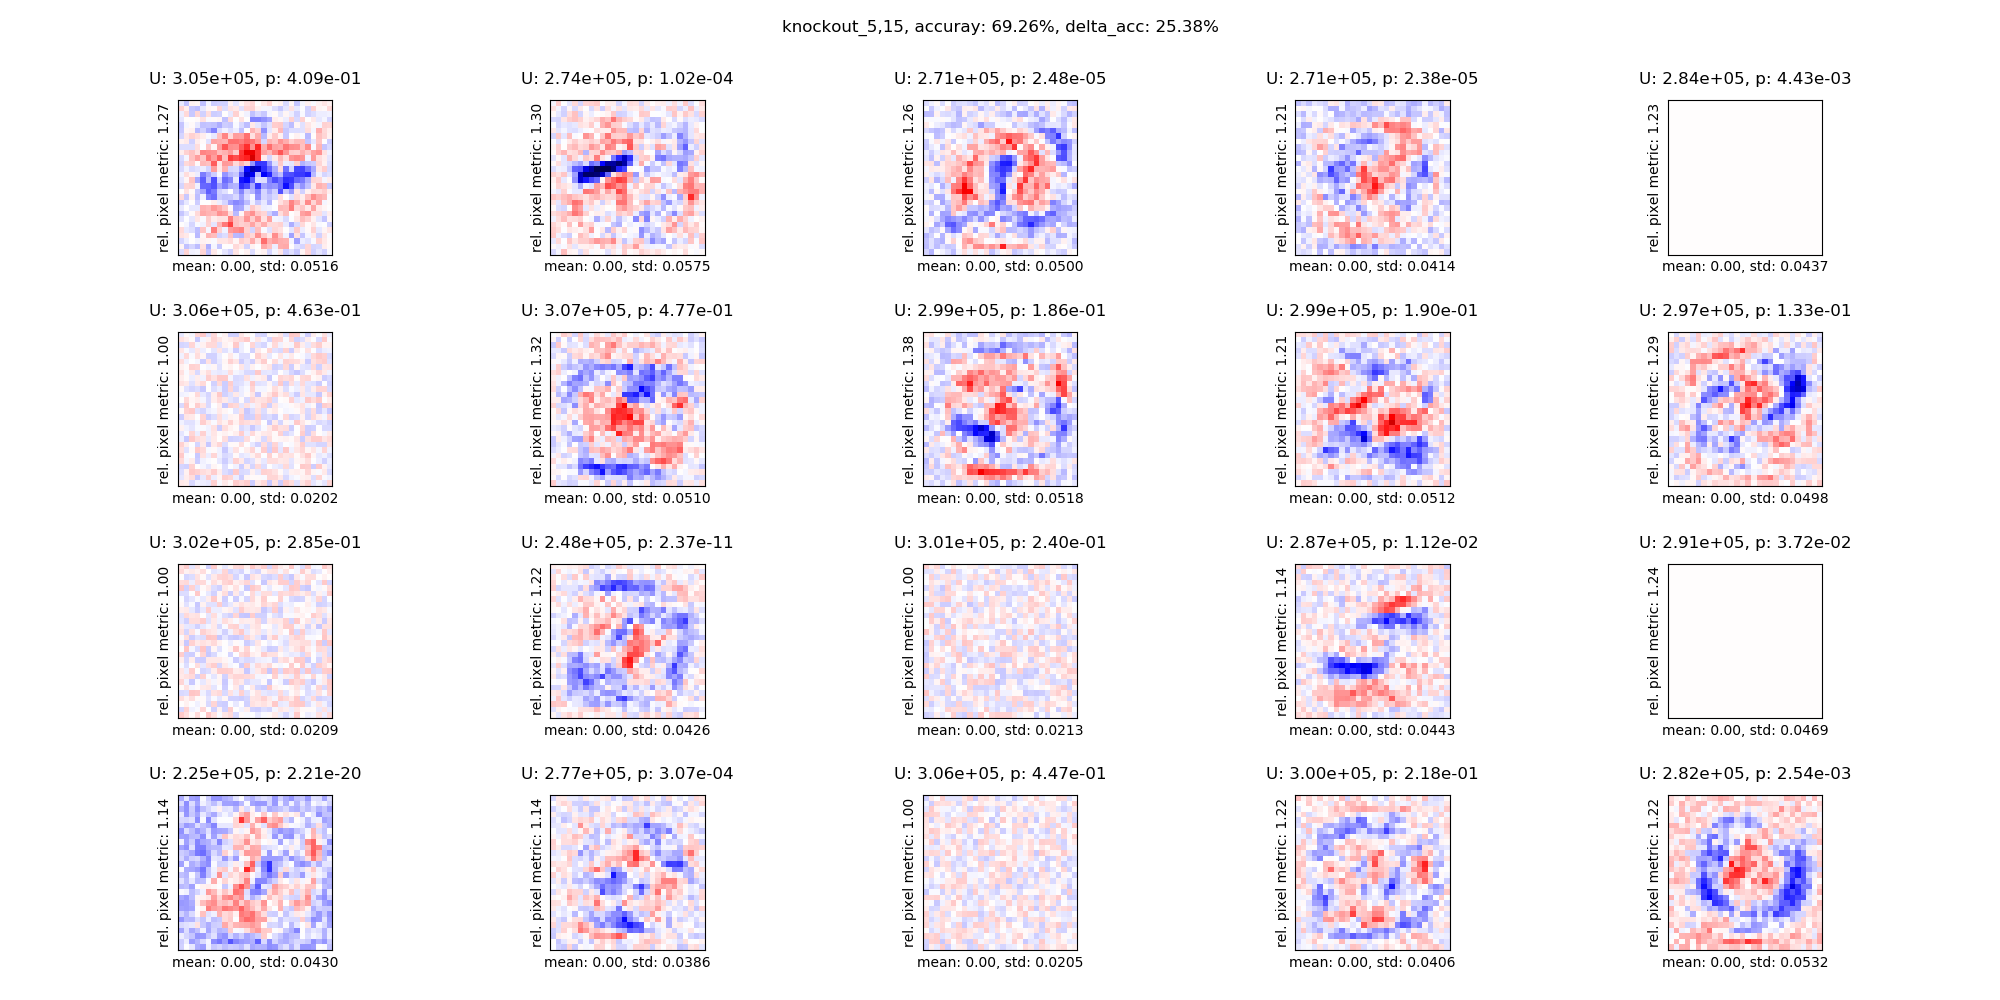 knockout_5,15, accuray: 69.26%, delta_acc: 25.38%
U: 3.05e+05, p: 4.09e-01
rel. pixel metric: 1.27
mean: 0.00, std: 0.0516
U: 2.74e+05, p: 1.02e-04
rel. pixel metric: 1.30
mean: 0.00, std: 0.0575
U: 2.71e+05, p: 2.48e-05
rel. pixel metric: 1.26
mean: 0.00, std: 0.0500
U: 2.71e+05, p: 2.38e-05
rel. pixel metric: 1.21
mean: 0.00, std: 0.0414
U: 2.84e+05, p: 4.43e-03
rel. pixel metric: 1.23
mean: 0.00, std: 0.0437
U: 3.06e+05, p: 4.63e-01
rel. pixel metric: 1.00
mean: 0.00, std: 0.0202
U: 3.07e+05, p: 4.77e-01
rel. pixel metric: 1.32
mean: 0.00, std: 0.0510
U: 2.99e+05, p: 1.86e-01
rel. pixel metric: 1.38
mean: 0.00, std: 0.0518
U: 2.99e+05, p: 1.90e-01
rel. pixel metric: 1.21
mean: 0.00, std: 0.0512
U: 2.97e+05, p: 1.33e-01
rel. pixel metric: 1.29
mean: 0.00, std: 0.0498
U: 3.02e+05, p: 2.85e-01
rel. pixel metric: 1.00
mean: 0.00, std: 0.0209
U: 2.48e+05, p: 2.37e-11
rel. pixel metric: 1.22
mean: 0.00, std: 0.0426
U: 3.01e+05, p: 2.40e-01
rel. pixel metric: 1.00
mean: 0.00, std: 0.0213
U: 2.87e+05, p: 1.12e-02
rel. pixel metric: 1.14
mean: 0.00, std: 0.0443
U: 2.91e+05, p: 3.72e-02
rel. pixel metric: 1.24
mean: 0.00, std: 0.0469
U: 2.25e+05, p: 2.21e-20
rel. pixel metric: 1.14
mean: 0.00, std: 0.0430
U: 2.77e+05, p: 3.07e-04
rel. pixel metric: 1.14
mean: 0.00, std: 0.0386
U: 3.06e+05, p: 4.47e-01
rel. pixel metric: 1.00
mean: 0.00, std: 0.0205
U: 3.00e+05, p: 2.18e-01
rel. pixel metric: 1.22
mean: 0.00, std: 0.0406
U: 2.82e+05, p: 2.54e-03
rel. pixel metric: 1.22
mean: 0.00, std: 0.0532